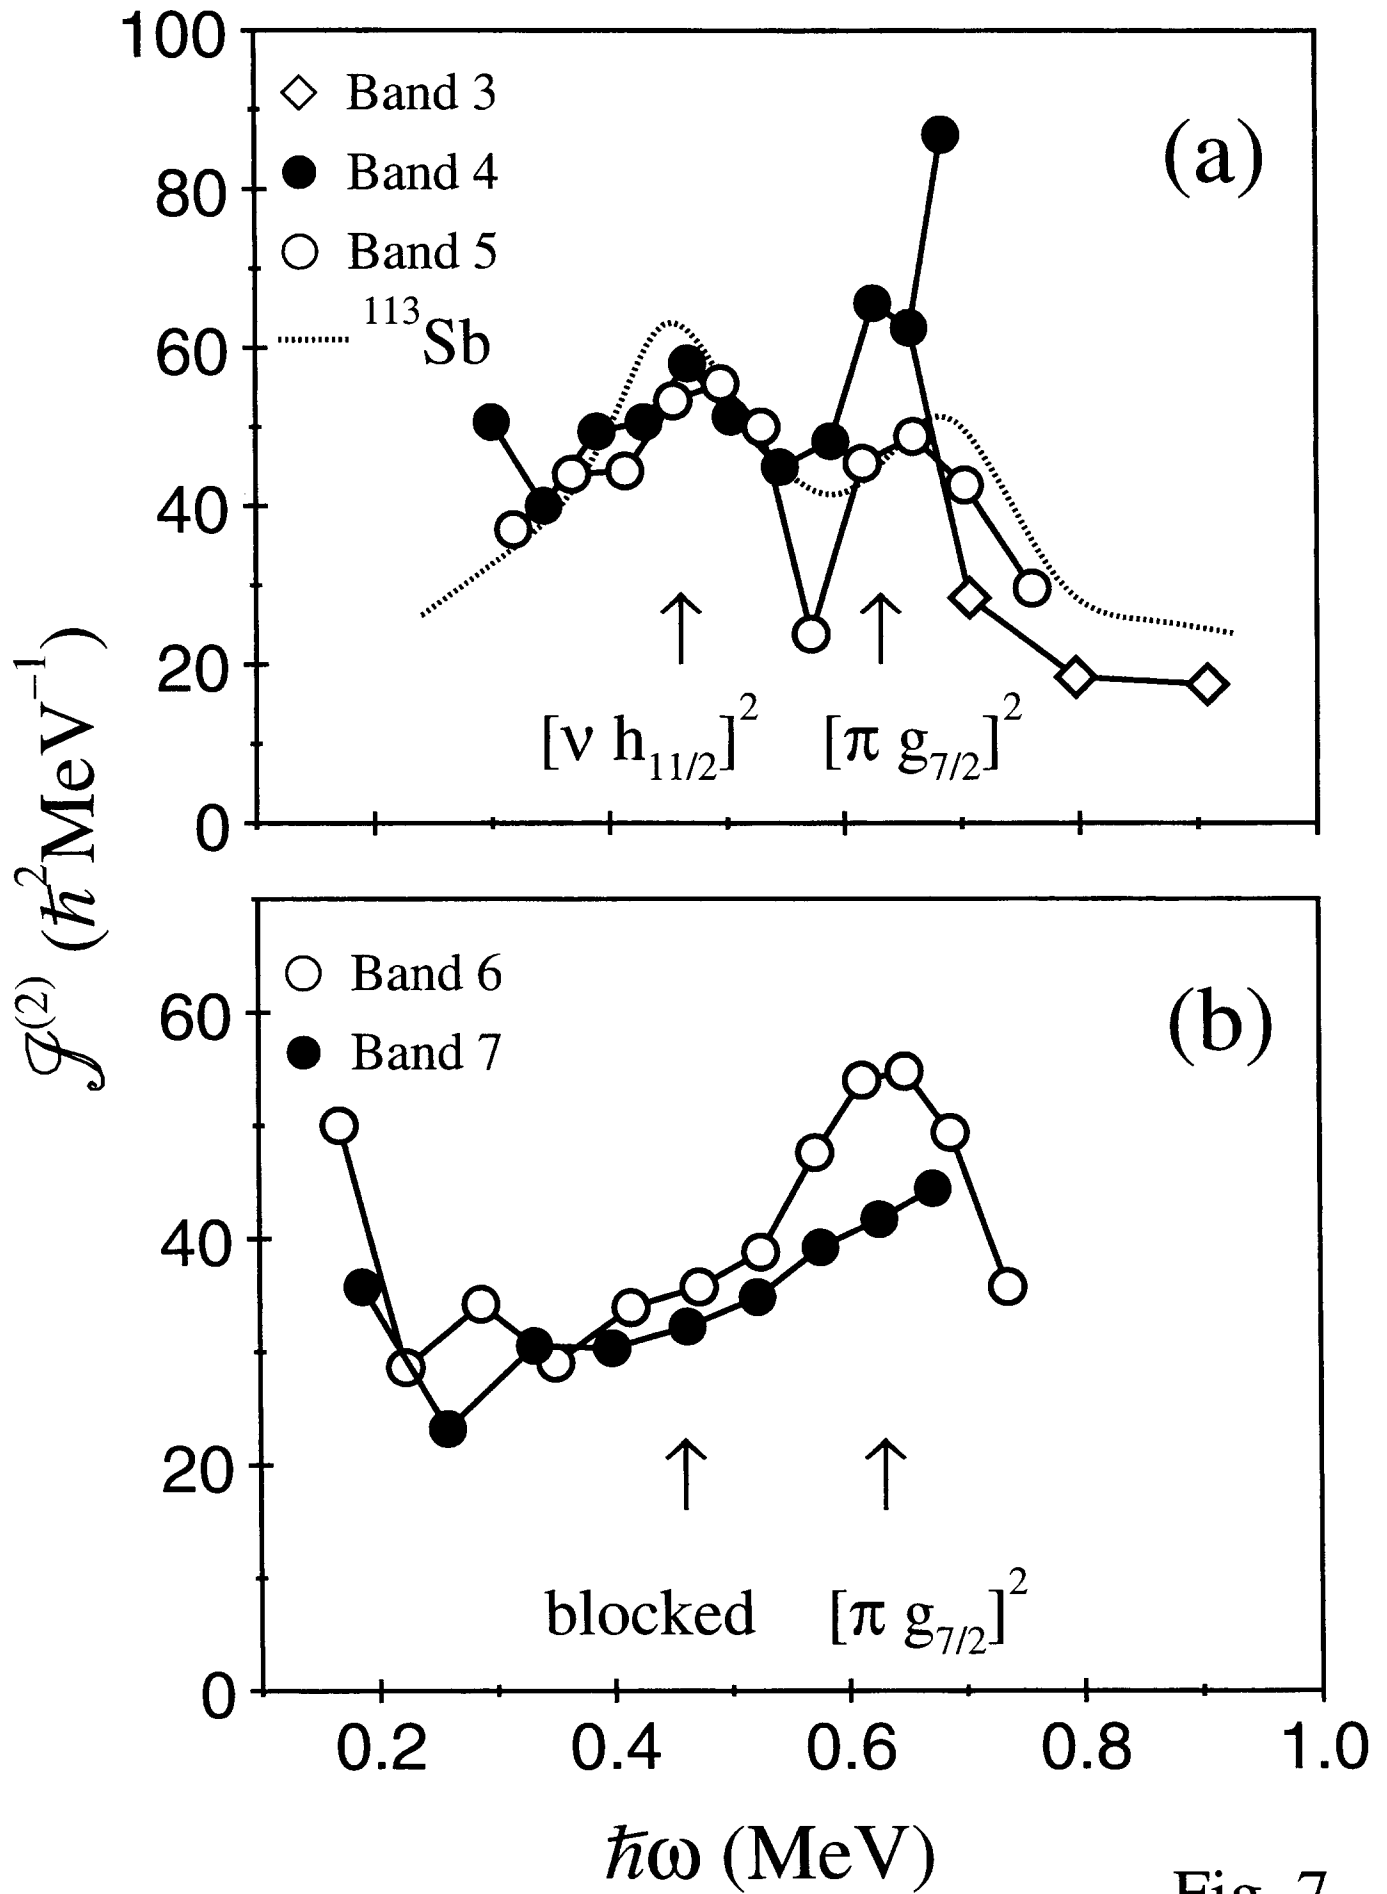 100
80
60
40
20
0
Band 3
Band 4
Band 5
¹¹³Sb
(a)
[ν h₁₁/₂]² [π g₇/₂]²
𝒥⁽²⁾ (ℏ²MeV⁻¹)
60
40
20
0
Band 6
Band 7
(b)
blocked [π g₇/₂]²
0.2 0.4 0.6 0.8 1.0
ℏω (MeV)
Fig. 7